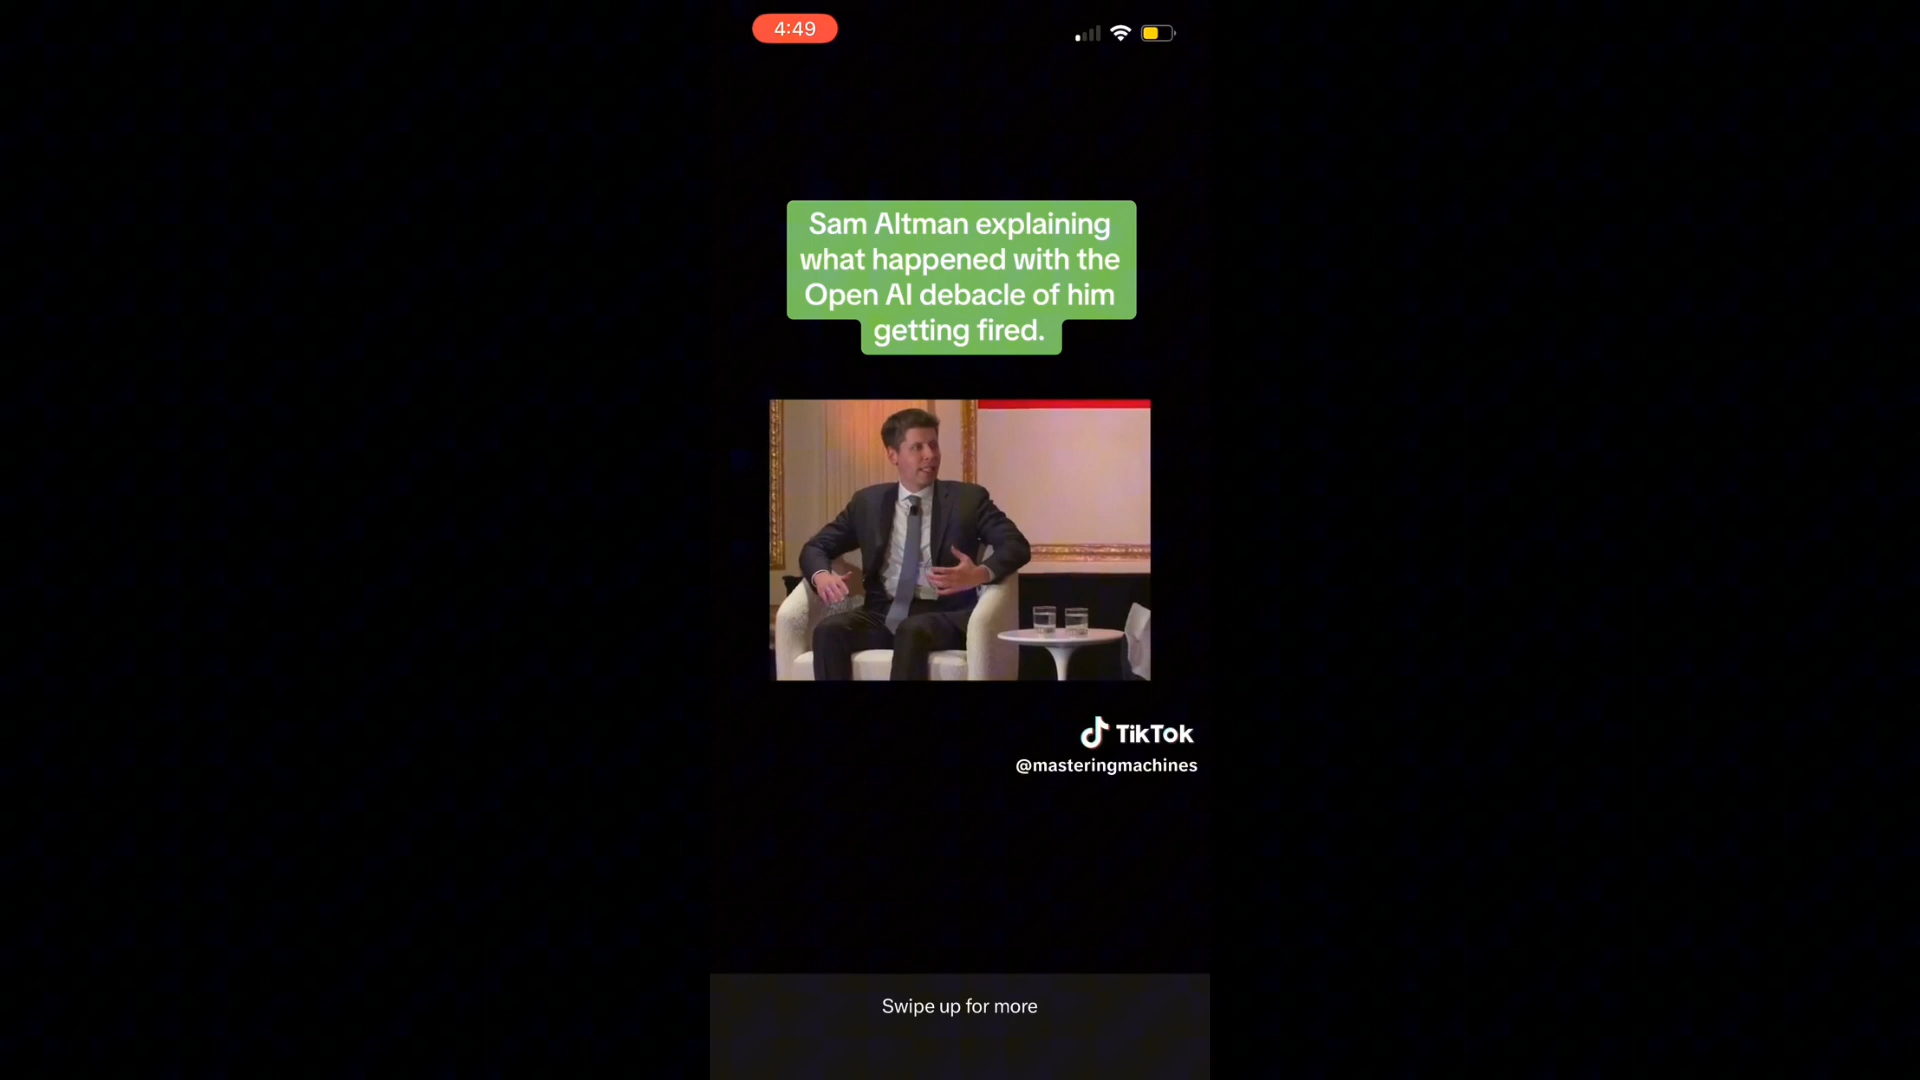 4:49
Sam Altman explaining
what happened with the
Open AI debacle of him
getting fired.
TikTok
@masteringmachines
Swipe up for more